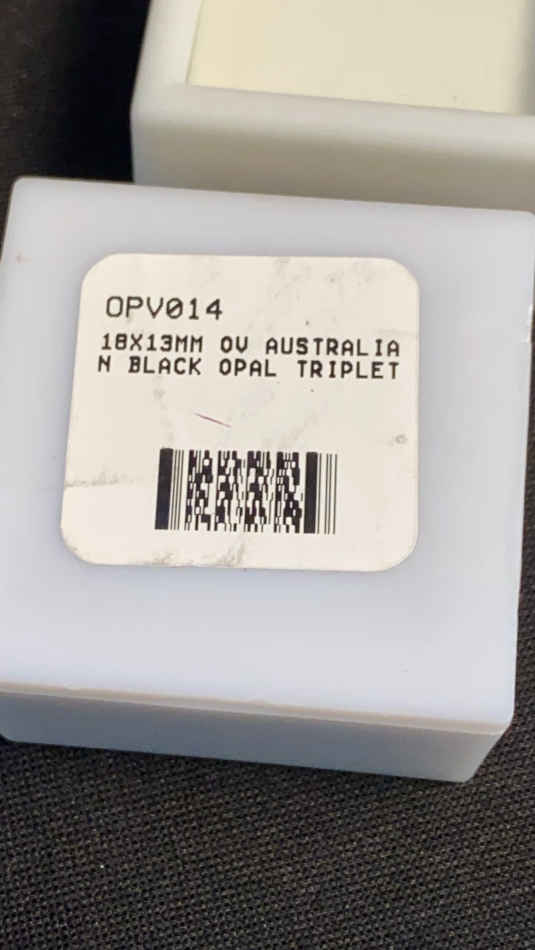 OPV014
18X13MM OV AUSTRALIA
N BLACK OPAL TRIPLET